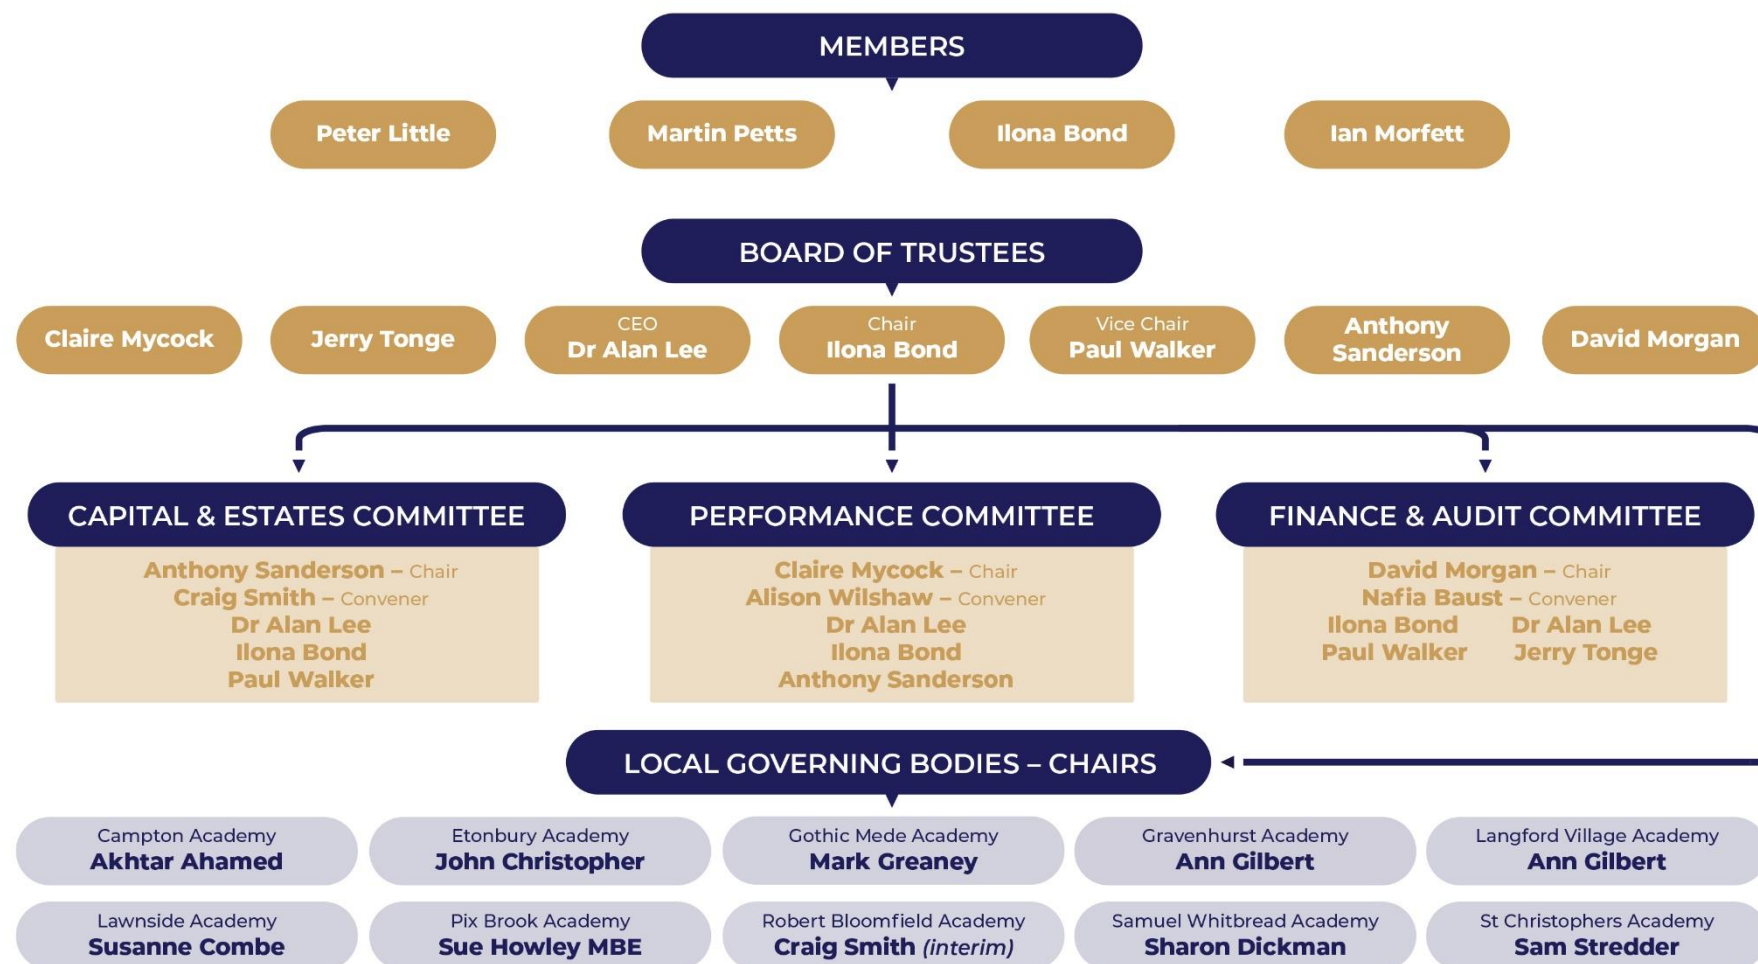 MEMBERS
Peter Little
Martin Petts
Ilona Bond
Ian Morfett
BOARD OF TRUSTEES
Claire Mycock
Jerry Tonge
CEO
Dr Alan Lee
Chair
Ilona Bond
Vice Chair
Paul Walker
Anthony
Sanderson
David Morgan
CAPITAL & ESTATES COMMITTEE
Anthony Sanderson – Chair
Craig Smith – Convener
Dr Alan Lee
Ilona Bond
Paul Walker
PERFORMANCE COMMITTEE
Claire Mycock – Chair
Alison Wilshaw – Convener
Dr Alan Lee
Ilona Bond
Anthony Sanderson
FINANCE & AUDIT COMMITTEE
David Morgan – Chair
Nafia Baust – Convener
Ilona Bond Dr Alan Lee
Paul Walker Jerry Tonge
LOCAL GOVERNING BODIES – CHAIRS
Campton Academy
Akhtar Ahamed
Etonbury Academy
John Christopher
Gothic Mede Academy
Mark Greaney
Gravenhurst Academy
Ann Gilbert
Langford Village Academy
Ann Gilbert
Lawnside Academy
Susanne Combe
Pix Brook Academy
Sue Howley MBE
Robert Bloomfield Academy
Craig Smith (interim)
Samuel Whitbread Academy
Sharon Dickman
St Christophers Academy
Sam Stredder